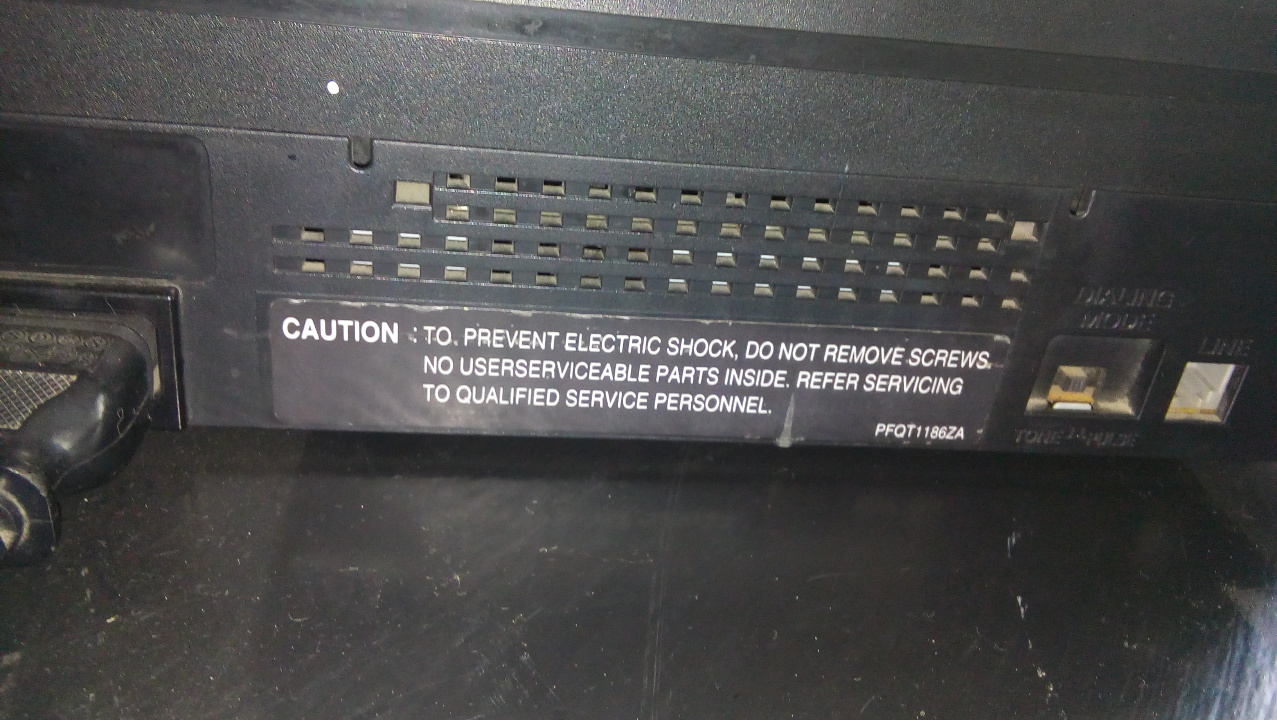 CAUTION : TO PREVENT ELECTRIC SHOCK, DO NOT REMOVE SCREWS.
NO USERSERVICEABLE PARTS INSIDE. REFER SERVICING
TO QUALIFIED SERVICE PERSONNEL.
PFQT1186ZA
DIALING
MODE
LINE
TONE PULSE